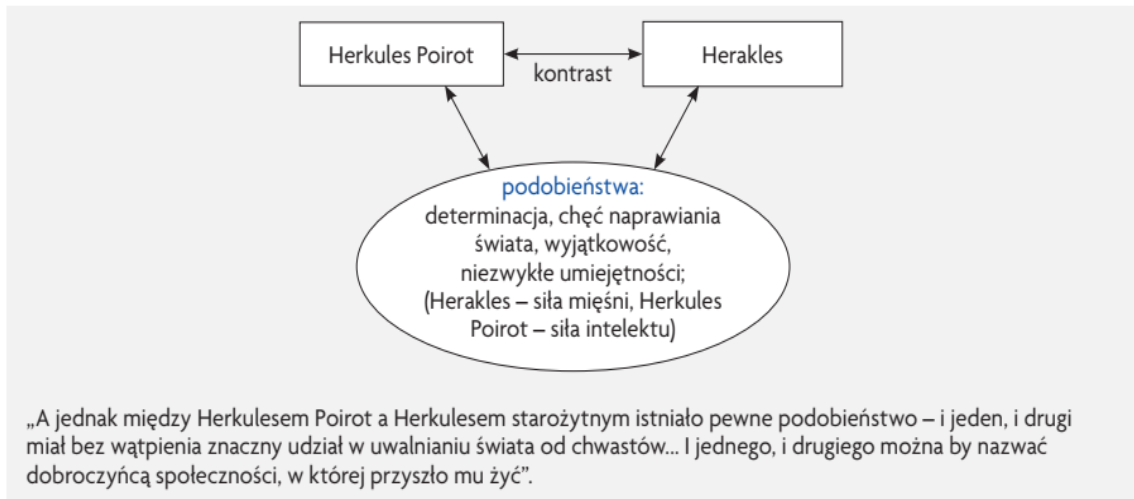 Herkules Poirot
Herakles
kontrast
podobieństwa:
determinacja, chęć naprawiania
świata, wyjątkowość,
niezwykłe umiejętności;
(Herakles – siła mięśni, Herkules
Poirot – siła intelektu)
„A jednak między Herkulesem Poirot a Herkulesem starożytnym istniało pewne podobieństwo – i jeden, i drugi
miał bez wątpienia znaczny udział w uwalnianiu świata od chwastów... I jednego, i drugiego można by nazwać
dobroczyńcą społeczności, w której przyszło mu żyć”.